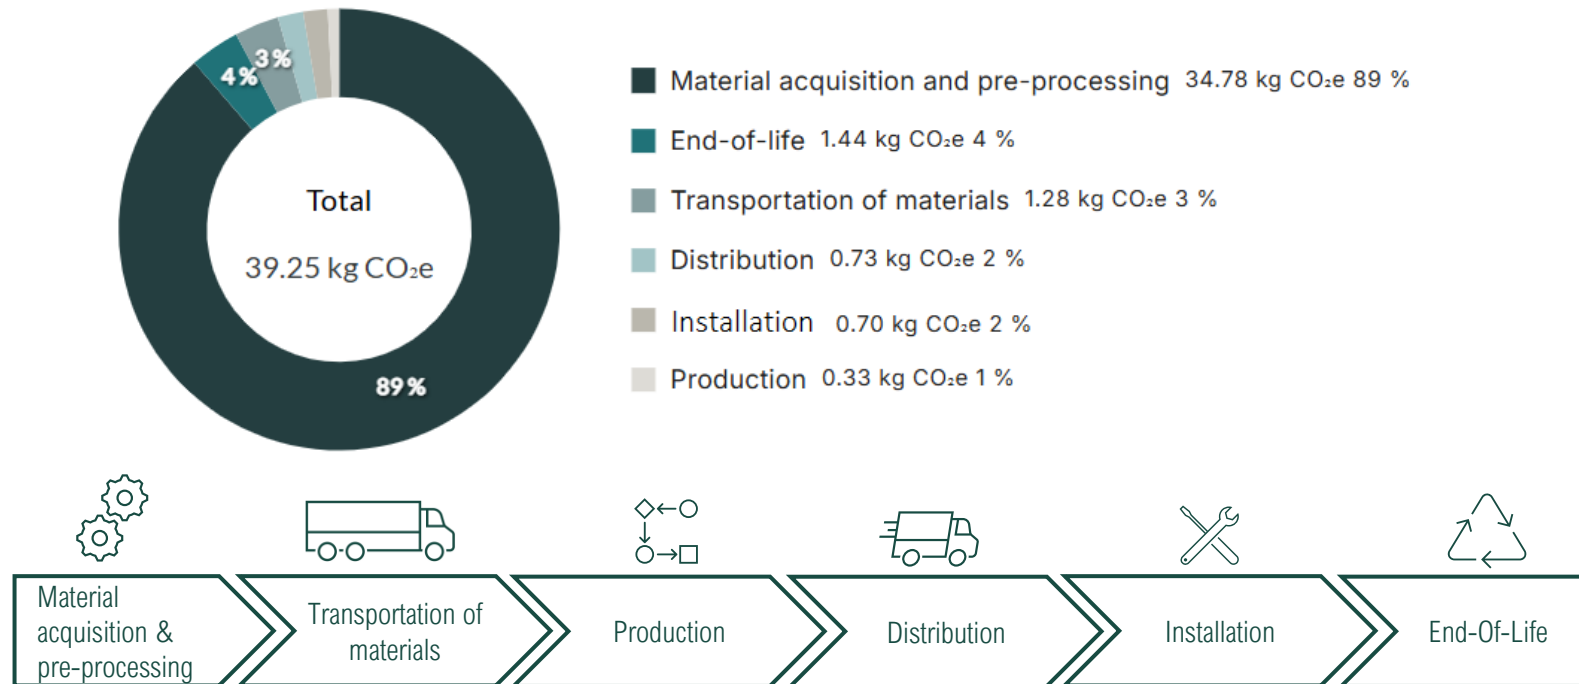 4%
3%
89%
Total
39.25 kg CO₂e
Material acquisition and pre-processing 34.78 kg CO₂e 89 %
End-of-life 1.44 kg CO₂e 4 %
Transportation of materials 1.28 kg CO₂e 3 %
Distribution 0.73 kg CO₂e 2 %
Installation 0.70 kg CO₂e 2 %
Production 0.33 kg CO₂e 1 %
Material
acquisition &
pre-processing
Transportation of
materials
Production
Distribution
Installation
End-Of-Life